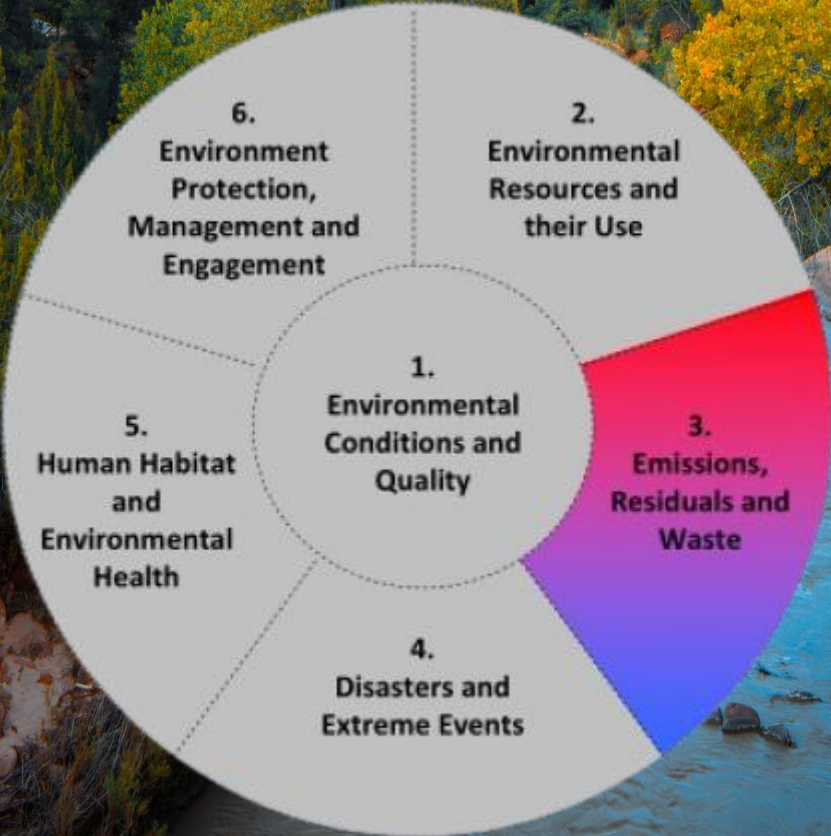 1.
Environmental
Conditions and
Quality
2.
Environmental
Resources and
their Use
3.
Emissions,
Residuals and
Waste
4.
Disasters and
Extreme Events
5.
Human Habitat
and
Environmental
Health
6.
Environment
Protection,
Management and
Engagement